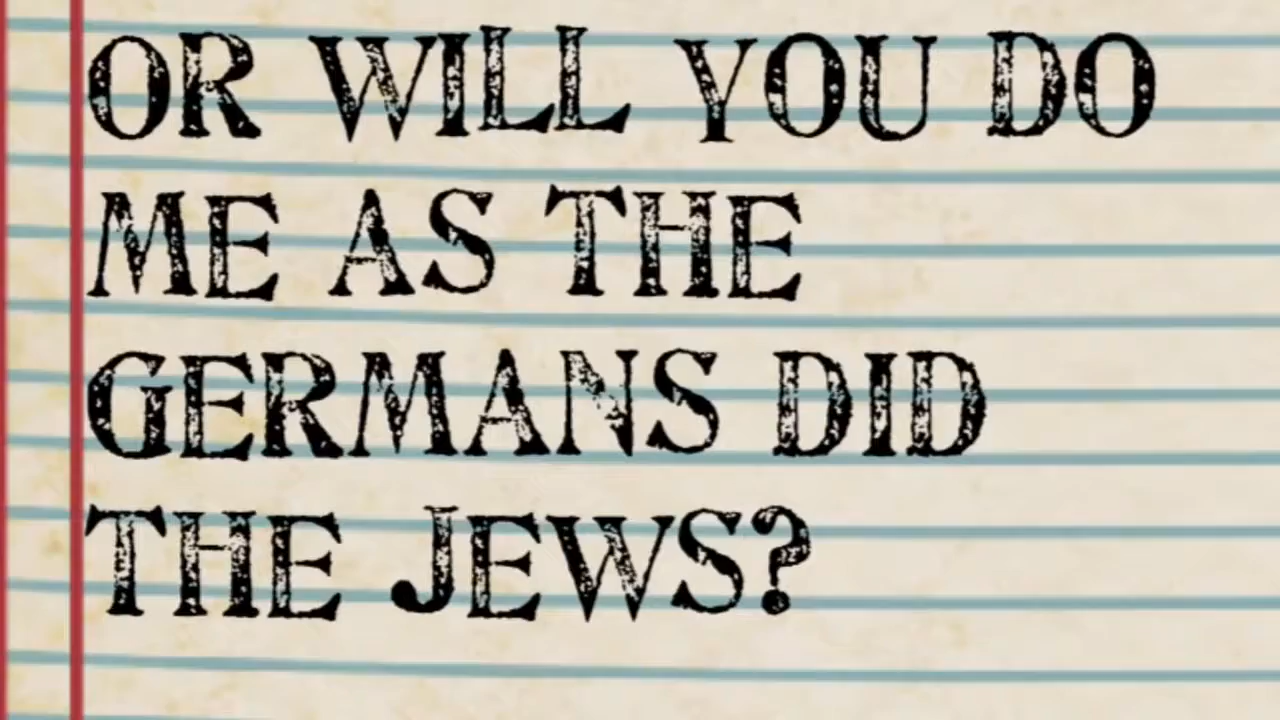 OR WILL YOU DO
ME AS THE
GERMANS DID
THE JEWS?